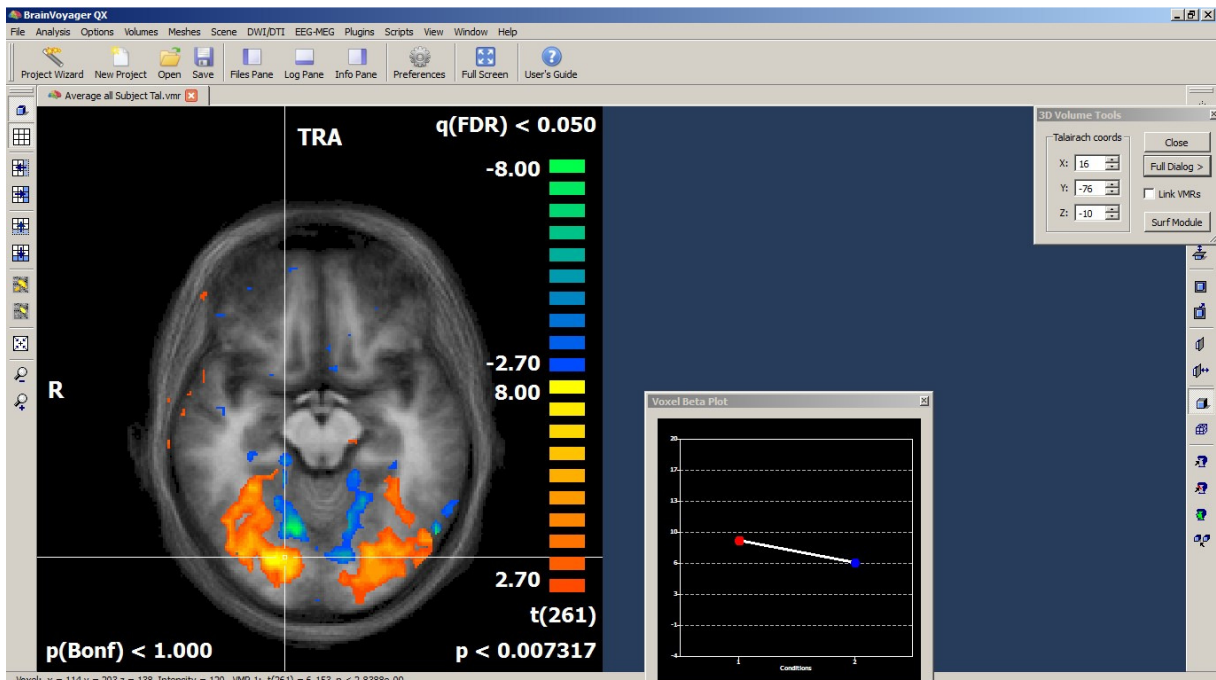 BrainVoyager QX
File Analysis Options Volumes Meshes Scene DWI/DTI EEG-MEG Plugins Scripts View Window Help
Project Wizard New Project Open Save Files Pane Log Pane Info Pane Preferences Full Screen User's Guide
Average all Subject Tal.vmr
TRA
q(FDR) < 0.050
-8.00
-2.70
8.00
R
2.70
t(261)
p(Bonf) < 1.000
p < 0.007317
3D Volume Tools
Talairach coords
Close
X: 16
Full Dialog >
Y: -76
Link VMRs
Z: -10
Surf Module
Voxel Beta Plot
20
17
13
10
6
3
-1
-4
1 2
Conditions